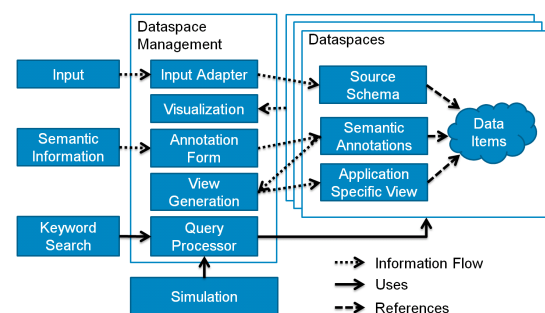 Dataspace
Management
Dataspaces
Input
Input Adapter
Source
Schema
Visualization
Semantic
Information
Annotation
Form
Semantic
Annotations
Data
Items
View
Generation
Application
Specific View
Keyword
Search
Query
Processor
Simulation
Information Flow
Uses
References